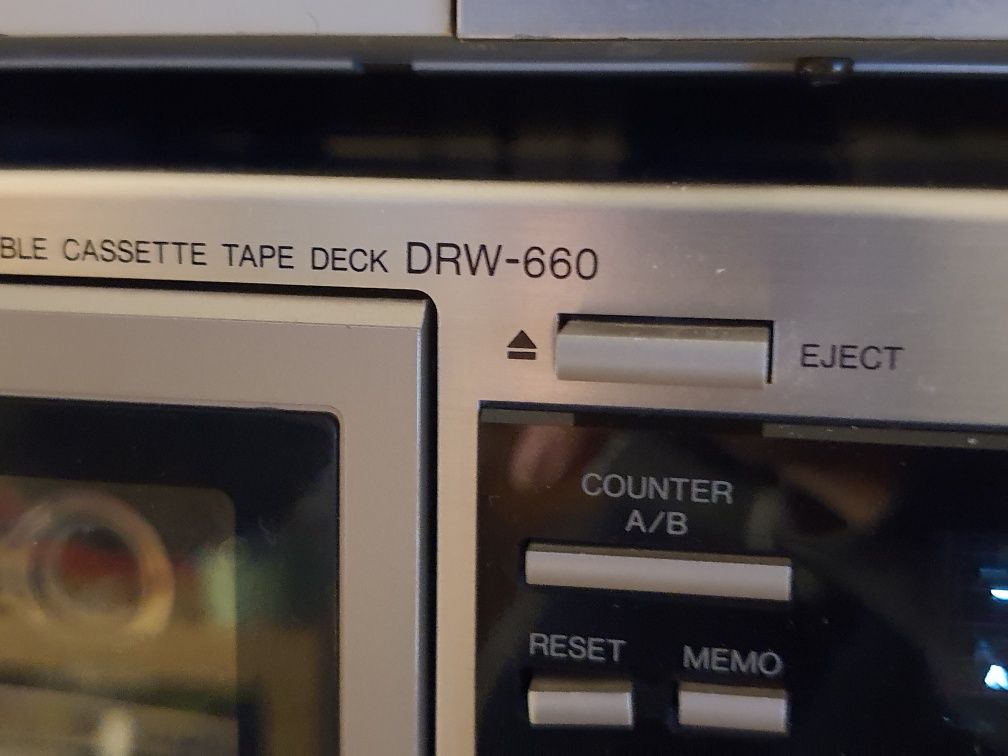 BLE CASSETTE TAPE DECK DRW-660
EJECT
COUNTER
A/B
RESET MEMO